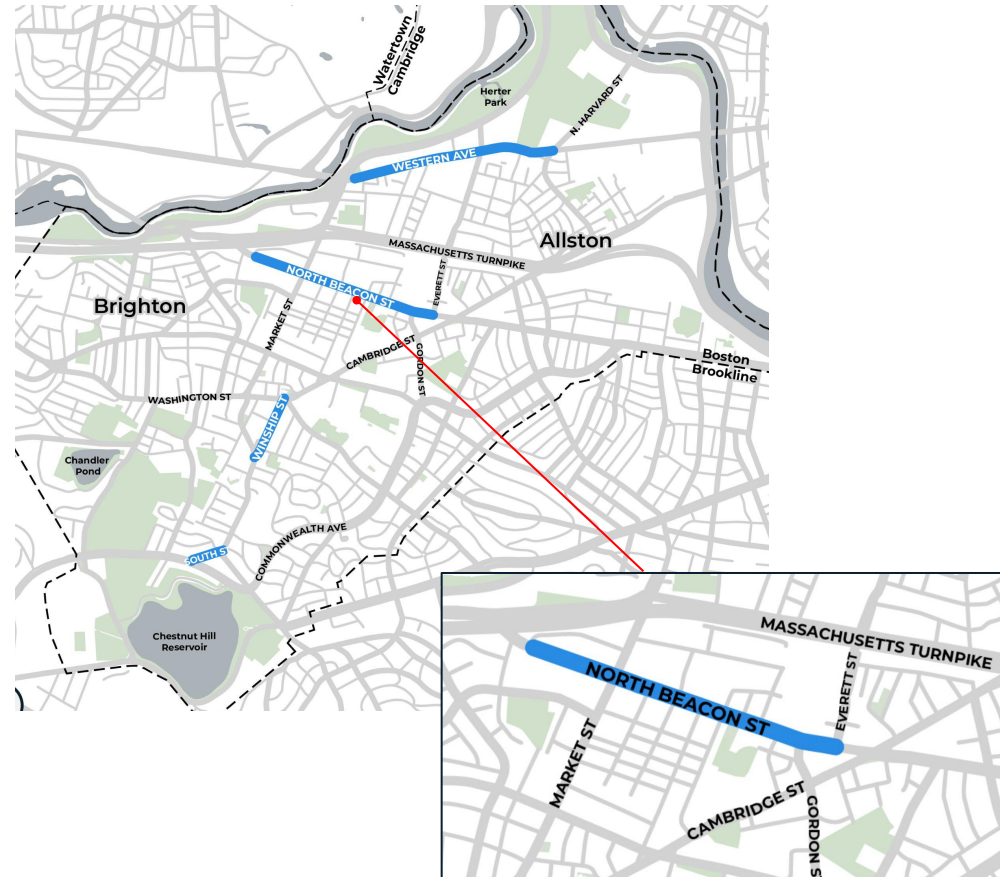 Watertown
Cambridge
Herter
Park
N. HARVARD ST
WESTERN AVE
MASSACHUSETTS TURNPIKE
Allston
NORTH BEACON ST
EVERETT ST
Brighton
MARKET ST
CAMBRIDGE ST
GORDON ST
Boston
Brookline
WASHINGTON ST
WINSHIP ST
Chandler
Pond
COMMONWEALTH AVE
SOUTH S
Chestnut Hill
Reservoir
MASSACHUSETTS TURNPIKE
NORTH BEACON ST
EVERETT ST
MARKET ST
CAMBRIDGE ST
GORDON S